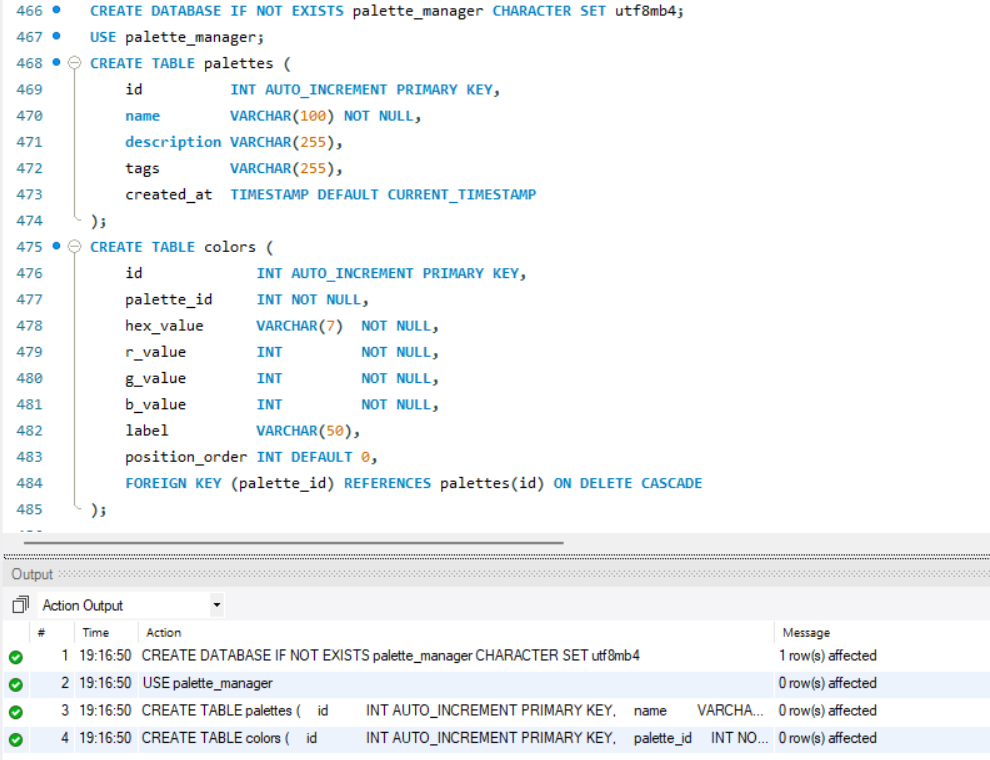 466 CREATE DATABASE IF NOT EXISTS palette_manager CHARACTER SET utf8mb4;
467 USE palette_manager;
468 CREATE TABLE palettes (
469 id INT AUTO_INCREMENT PRIMARY KEY,
470 name VARCHAR(100) NOT NULL,
471 description VARCHAR(255),
472 tags VARCHAR(255),
473 created_at TIMESTAMP DEFAULT CURRENT_TIMESTAMP
474 );
475 CREATE TABLE colors (
476 id INT AUTO_INCREMENT PRIMARY KEY,
477 palette_id INT NOT NULL,
478 hex_value VARCHAR(7) NOT NULL,
479 r_value INT NOT NULL,
480 g_value INT NOT NULL,
481 b_value INT NOT NULL,
482 label VARCHAR(50),
483 position_order INT DEFAULT 0,
484 FOREIGN KEY (palette_id) REFERENCES palettes(id) ON DELETE CASCADE
485 );
Output
Action Output
# Time Action Message
1 19:16:50 CREATE DATABASE IF NOT EXISTS palette_manager CHARACTER SET utf8mb4 1 row(s) affected
2 19:16:50 USE palette_manager 0 row(s) affected
3 19:16:50 CREATE TABLE palettes ( id INT AUTO_INCREMENT PRIMARY KEY, name VARCHA... 0 row(s) affected
4 19:16:50 CREATE TABLE colors ( id INT AUTO_INCREMENT PRIMARY KEY, palette_id INT NO... 0 row(s) affected